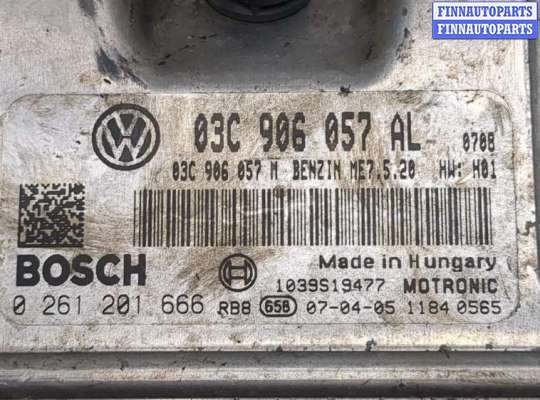 FINNAUTOPARTS
FINNAUTOPARTS
03C 906 057 AL 0708
03C 906 057 M BENZIN ME7.5.20 HW: H01
BOSCH Made in Hungary
1039S19477 MOTRONIC
0 261 201 666 RB8 658 07-04-05 1184 0565